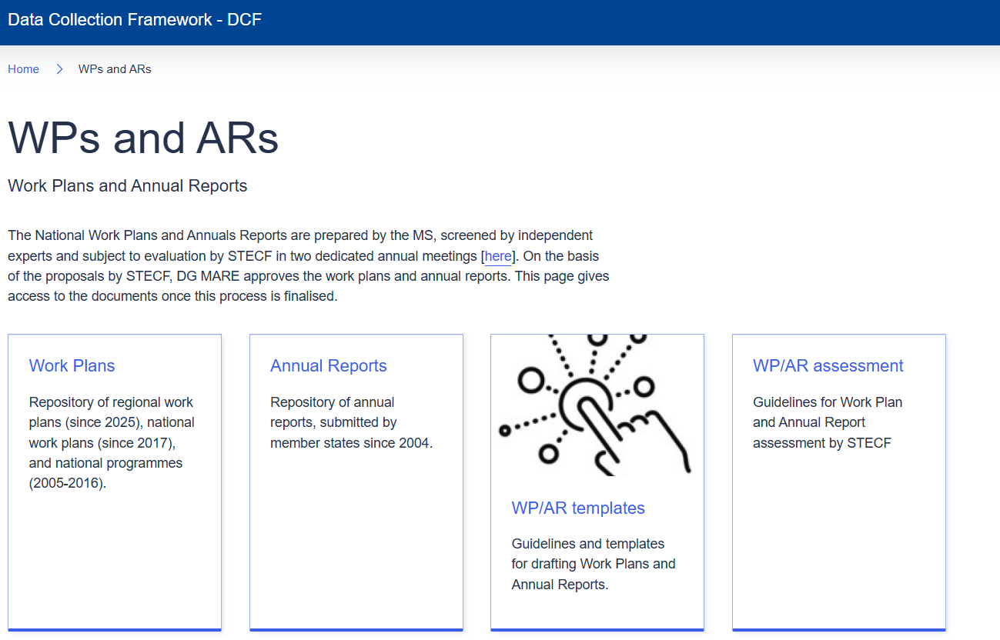 Data Collection Framework - DCF
Home > WPs and ARs
WPs and ARs
Work Plans and Annual Reports
The National Work Plans and Annuals Reports are prepared by the MS, screened by independent
experts and subject to evaluation by STECF in two dedicated annual meetings [here]. On the basis
of the proposals by STECF, DG MARE approves the work plans and annual reports. This page gives
access to the documents once this process is finalised.
Work Plans
Repository of regional work
plans (since 2025), national
work plans (since 2017),
and national programmes
(2005-2016).
Annual Reports
Repository of annual
reports, submitted by
member states since 2004.
WP/AR templates
Guidelines and templates
for drafting Work Plans and
Annual Reports.
WP/AR assessment
Guidelines for Work Plan
and Annual Report
assessment by STECF